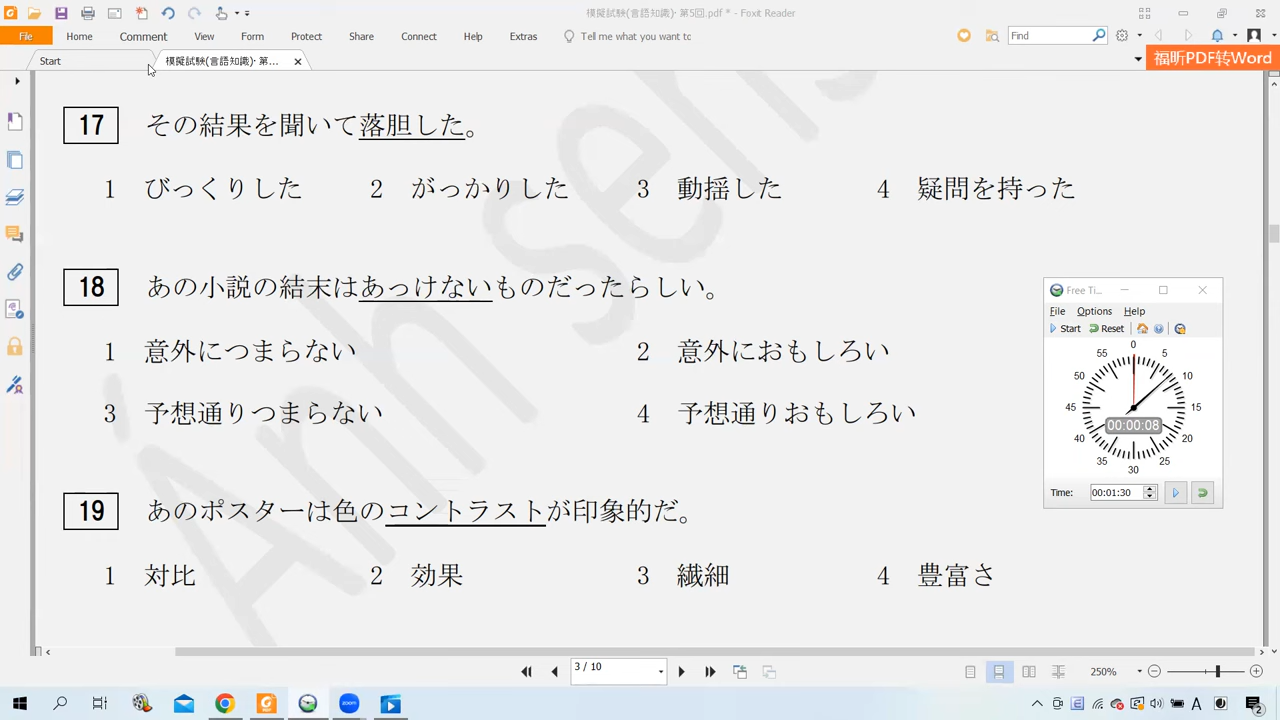 模擬試験(言語知識)· 第5回.pdf * - Foxit Reader
File Home Comment View Form Protect Share Connect Help Extras Tell me what you want to Find
Start 模擬試験(言語知識)· 第... 福昕PDF转Word
17 その結果を聞いて落胆した。
1 びっくりした 2 がっかりした 3 動揺した 4 疑問を持った
18 あの小説の結末はあっけないものだったらしい。
1 意外につまらない 2 意外におもしろい
3 予想通りつまらない 4 予想通りおもしろい
19 あのポスターは色のコントラストが印象的だ。
1 対比 2 効果 3 繊細 4 豊富さ
Anh sensei
Free Ti...
File Options Help
Start Reset
0
55 5
50 10
45 15
00:00:08
40 20
35 25
30
Time: 00:01:30
3 / 10 250%
zoom A 2